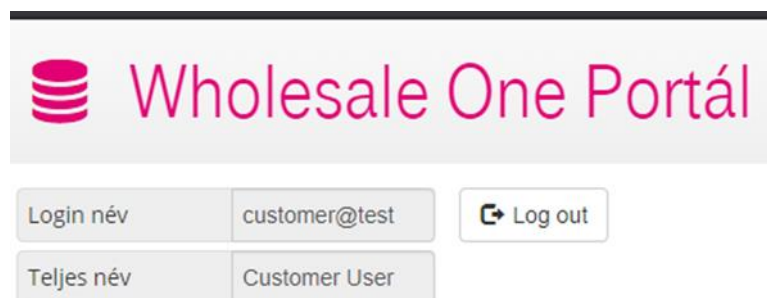 Wholesale One Portál
Login név customer@test Log out
Teljes név Customer User